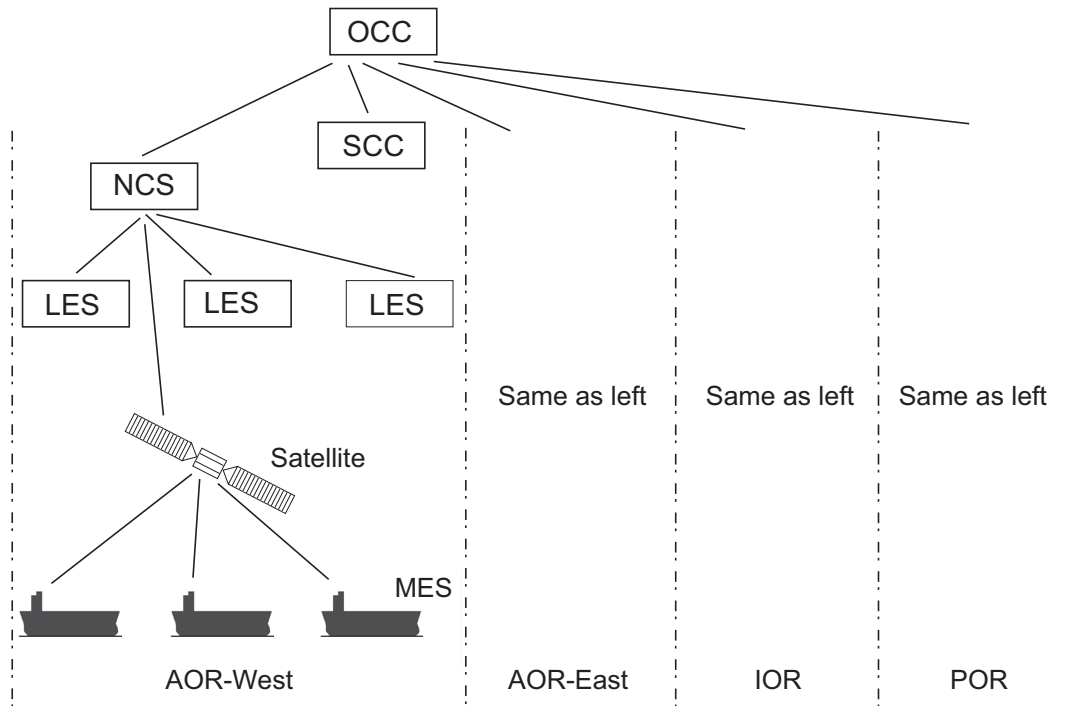 OCC
SCC
NCS
LES
LES
LES
Same as left
Same as left
Same as left
Satellite
MES
AOR-West
AOR-East
IOR
POR